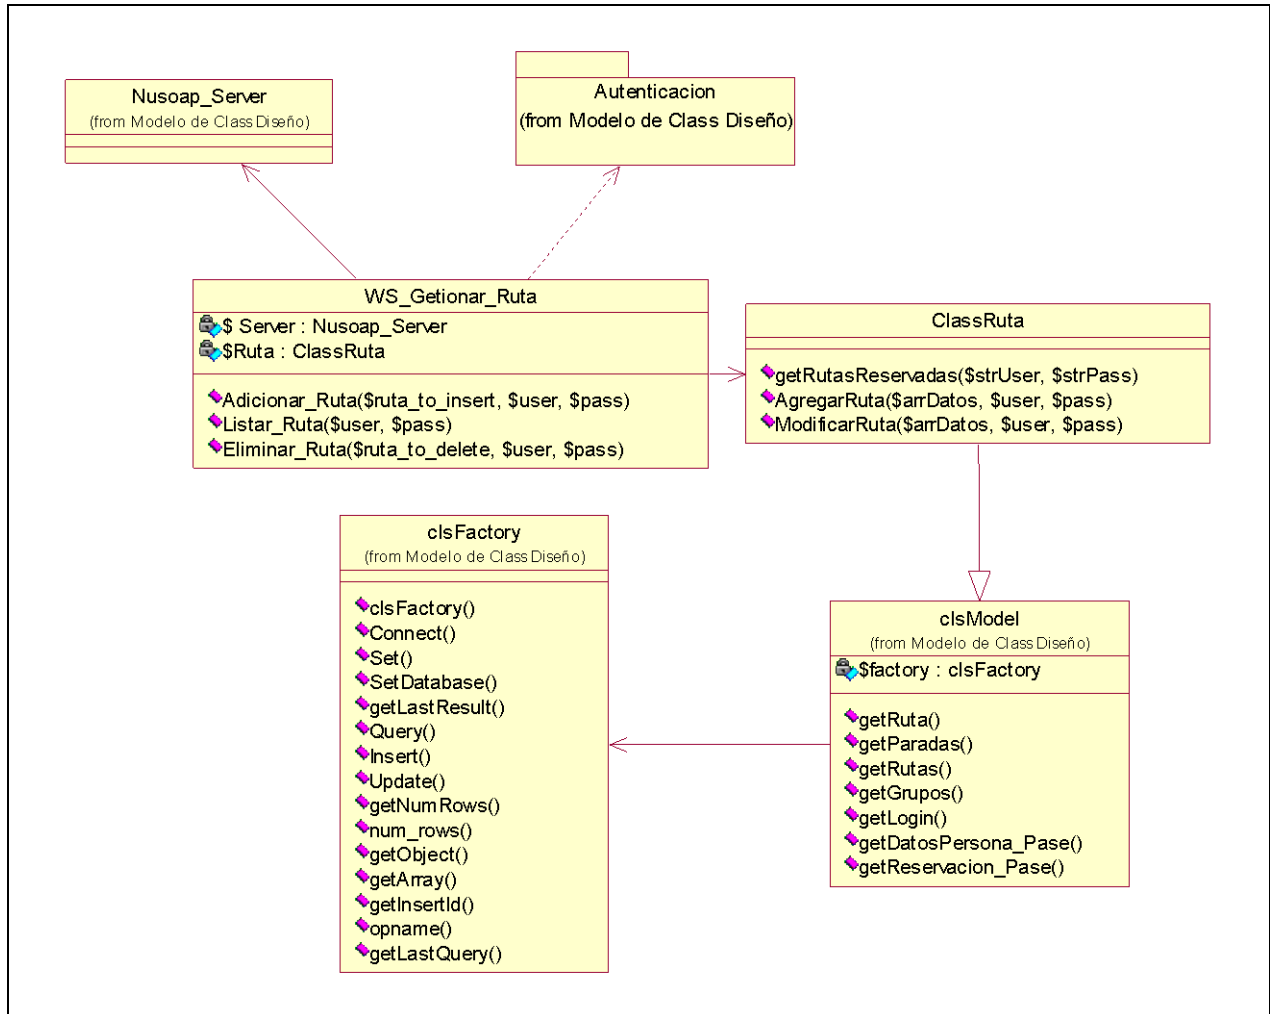 Nusoap_Server
(from Modelo de Class Diseño)
Autenticacion
(from Modelo de Class Diseño)
WS_Getionar_Ruta
$ Server : Nusoap_Server
$Ruta : ClassRuta
Adicionar_Ruta($ruta_to_insert, $user, $pass)
Listar_Ruta($user, $pass)
Eliminar_Ruta($ruta_to_delete, $user, $pass)
ClassRuta
getRutasReservadas($strUser, $strPass)
AgregarRuta($arrDatos, $user, $pass)
ModificarRuta($arrDatos, $user, $pass)
clsFactory
(from Modelo de Class Diseño)
clsFactory()
Connect()
Set()
SetDatabase()
getLastResult()
Query()
Insert()
Update()
getNumRows()
num_rows()
getObject()
getArray()
getInsertId()
opname()
getLastQuery()
clsModel
(from Modelo de Class Diseño)
$factory : clsFactory
getRuta()
getParadas()
getRutas()
getGrupos()
getLogin()
getDatosPersona_Pase()
getReservacion_Pase()